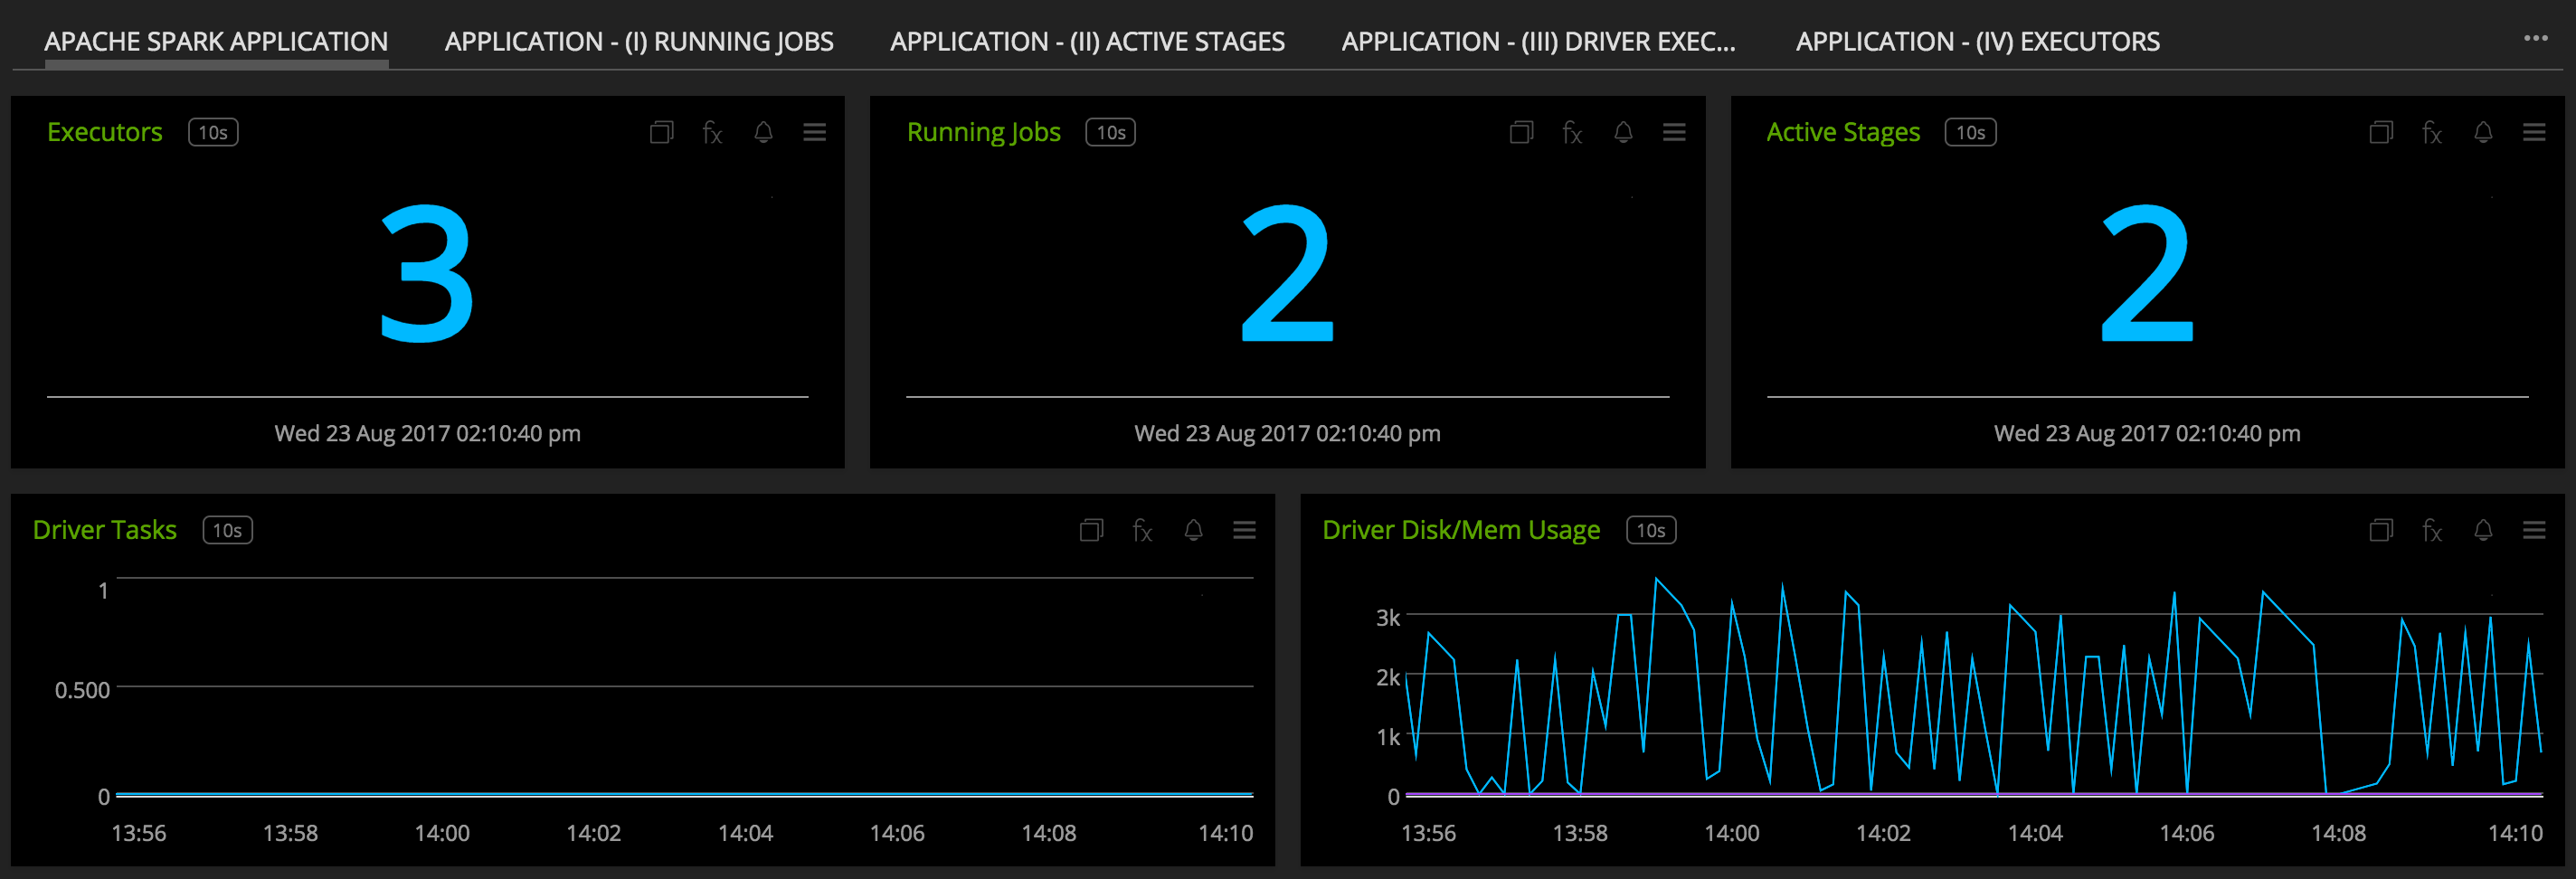 APACHE SPARK APPLICATION
APPLICATION - (I) RUNNING JOBS
APPLICATION - (II) ACTIVE STAGES
APPLICATION - (III) DRIVER EXEC...
APPLICATION - (IV) EXECUTORS
Executors 10s fx
3
Wed 23 Aug 2017 02:10:40 pm
Running Jobs 10s fx
2
Wed 23 Aug 2017 02:10:40 pm
Active Stages 10s fx
2
Wed 23 Aug 2017 02:10:40 pm
Driver Tasks 10s fx
1
0.500
0
13:56 13:58 14:00 14:02 14:04 14:06 14:08 14:10
Driver Disk/Mem Usage 10s fx
3k
2k
1k
0
13:56 13:58 14:00 14:02 14:04 14:06 14:08 14:10